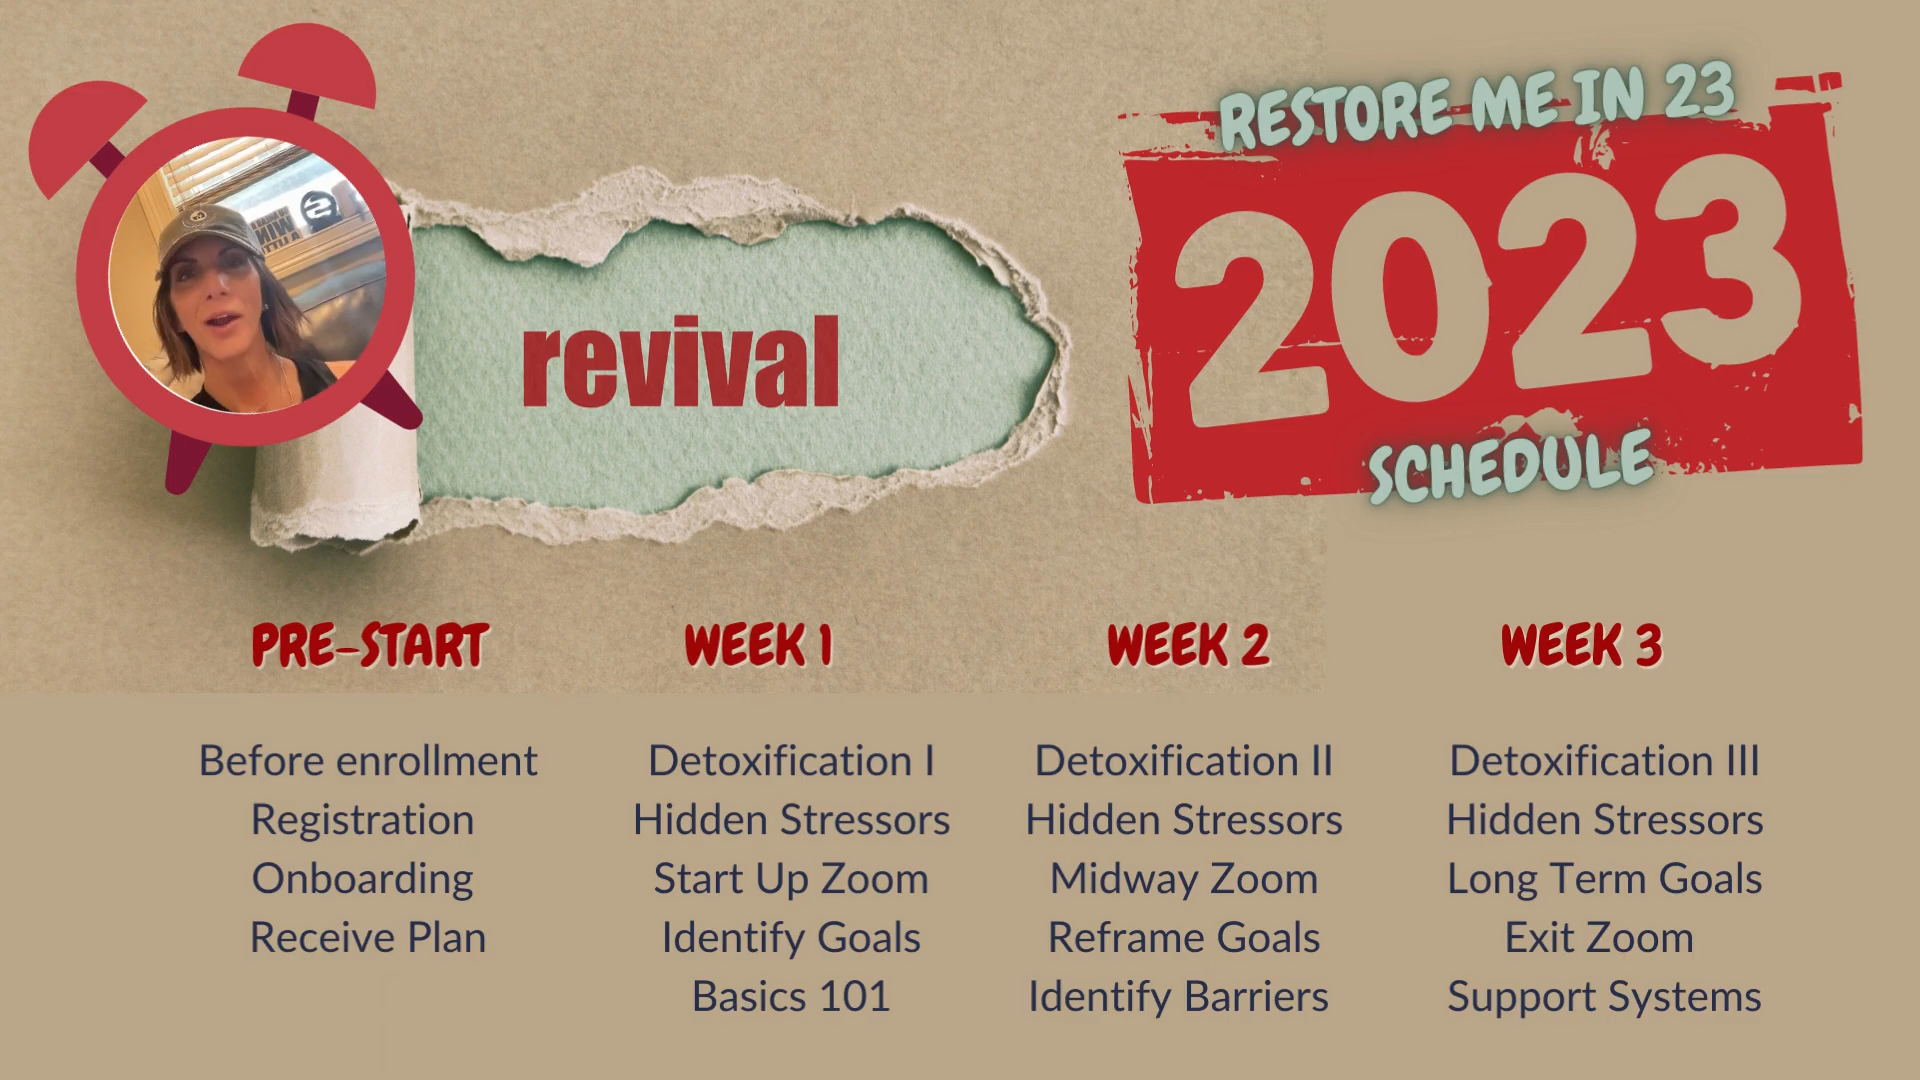 RESTORE ME IN 23
2023
SCHEDULE
revival
PRE-START
Before enrollment
Registration
Onboarding
Receive Plan
WEEK 1
Detoxification I
Hidden Stressors
Start Up Zoom
Identify Goals
Basics 101
WEEK 2
Detoxification II
Hidden Stressors
Midway Zoom
Reframe Goals
Identify Barriers
WEEK 3
Detoxification III
Hidden Stressors
Long Term Goals
Exit Zoom
Support Systems